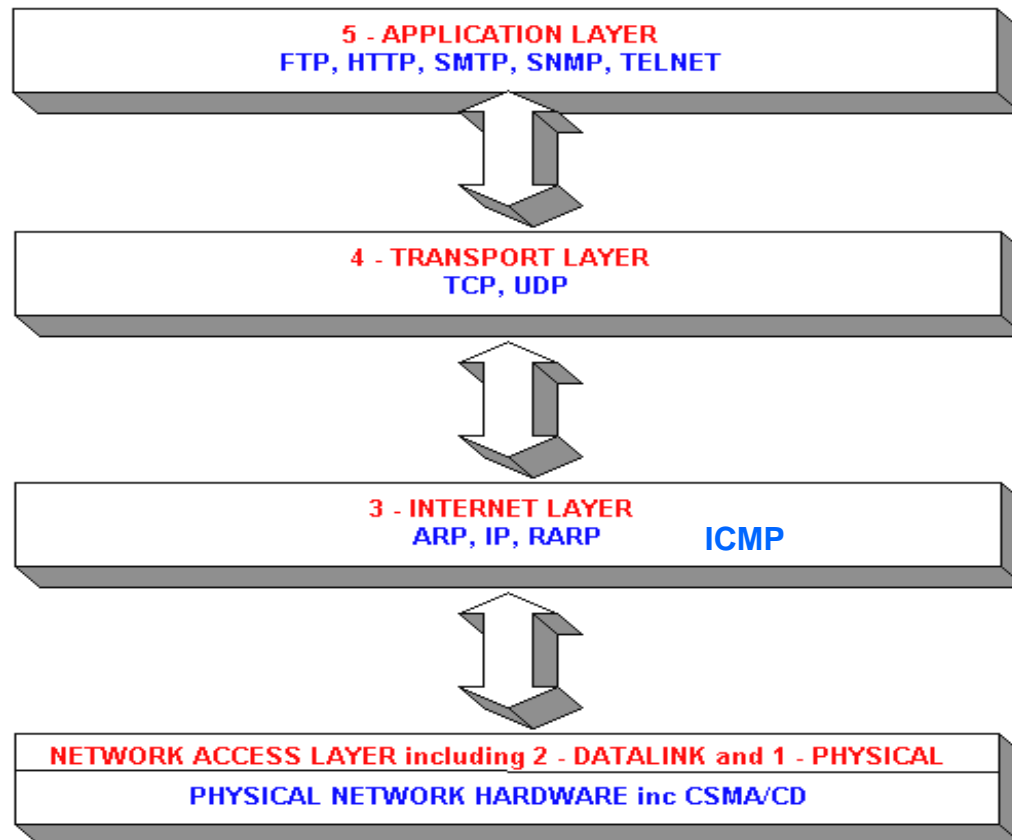 5 - APPLICATION LAYER
FTP, HTTP, SMTP, SNMP, TELNET
4 - TRANSPORT LAYER
TCP, UDP
3 - INTERNET LAYER
ARP, IP, RARP ICMP
NETWORK ACCESS LAYER including 2 - DATALINK and 1 - PHYSICAL
PHYSICAL NETWORK HARDWARE inc CSMA/CD